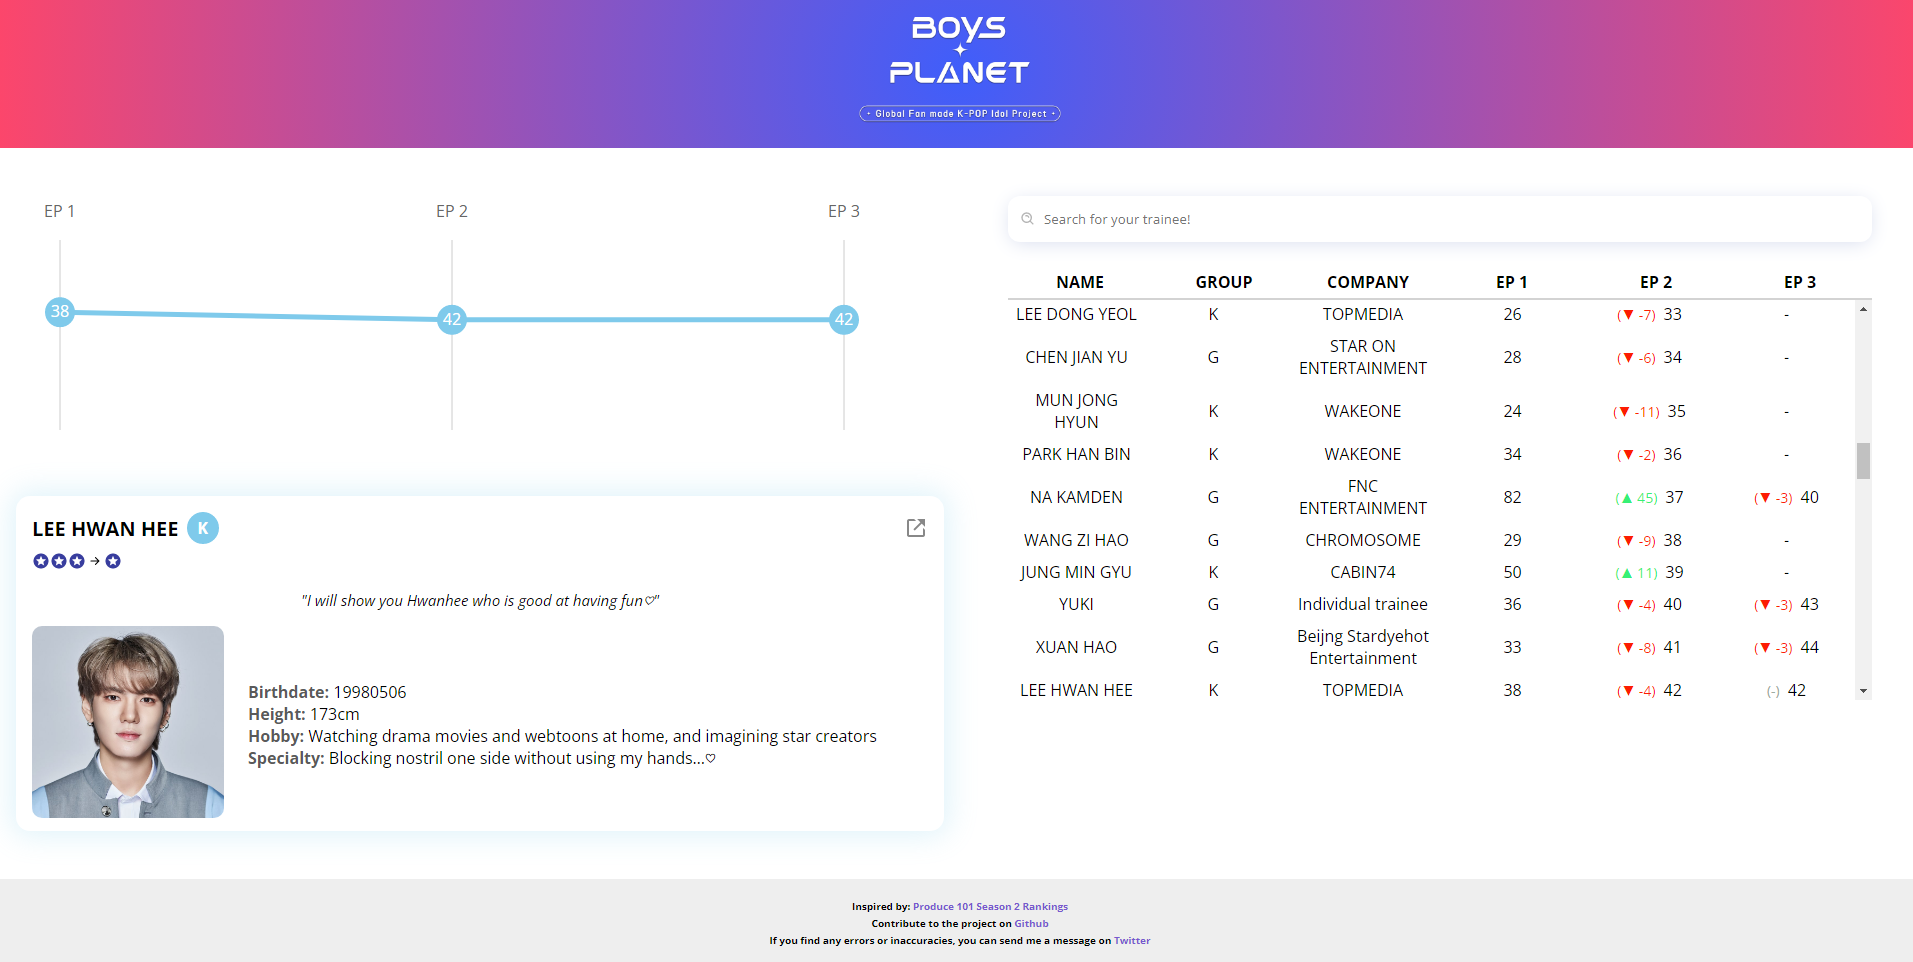 BOYS
PLANET
• Global Fan made K-POP Idol Project •
EP 1 EP 2 EP 3
38 42 42
LEE HWAN HEE K
"I will show you Hwanhee who is good at having fun♡"
Birthdate: 19980506
Height: 173cm
Hobby: Watching drama movies and webtoons at home, and imagining star creators
Specialty: Blocking nostril one side without using my hands...♡
Search for your trainee!
NAME GROUP COMPANY EP 1 EP 2 EP 3
LEE DONG YEOL K TOPMEDIA 26 (▼ -7) 33 -
CHEN JIAN YU G STAR ON ENTERTAINMENT 28 (▼ -6) 34 -
MUN JONG HYUN K WAKEONE 24 (▼ -11) 35 -
PARK HAN BIN K WAKEONE 34 (▼ -2) 36 -
NA KAMDEN G FNC ENTERTAINMENT 82 (▲ 45) 37 (▼ -3) 40
WANG ZI HAO G CHROMOSOME 29 (▼ -9) 38 -
JUNG MIN GYU K CABIN74 50 (▲ 11) 39 -
YUKI G Individual trainee 36 (▼ -4) 40 (▼ -3) 43
XUAN HAO G Beijng Stardyehot Entertainment 33 (▼ -8) 41 (▼ -3) 44
LEE HWAN HEE K TOPMEDIA 38 (▼ -4) 42 (-) 42
Inspired by: Produce 101 Season 2 Rankings
Contribute to the project on Github
If you find any errors or inaccuracies, you can send me a message on Twitter